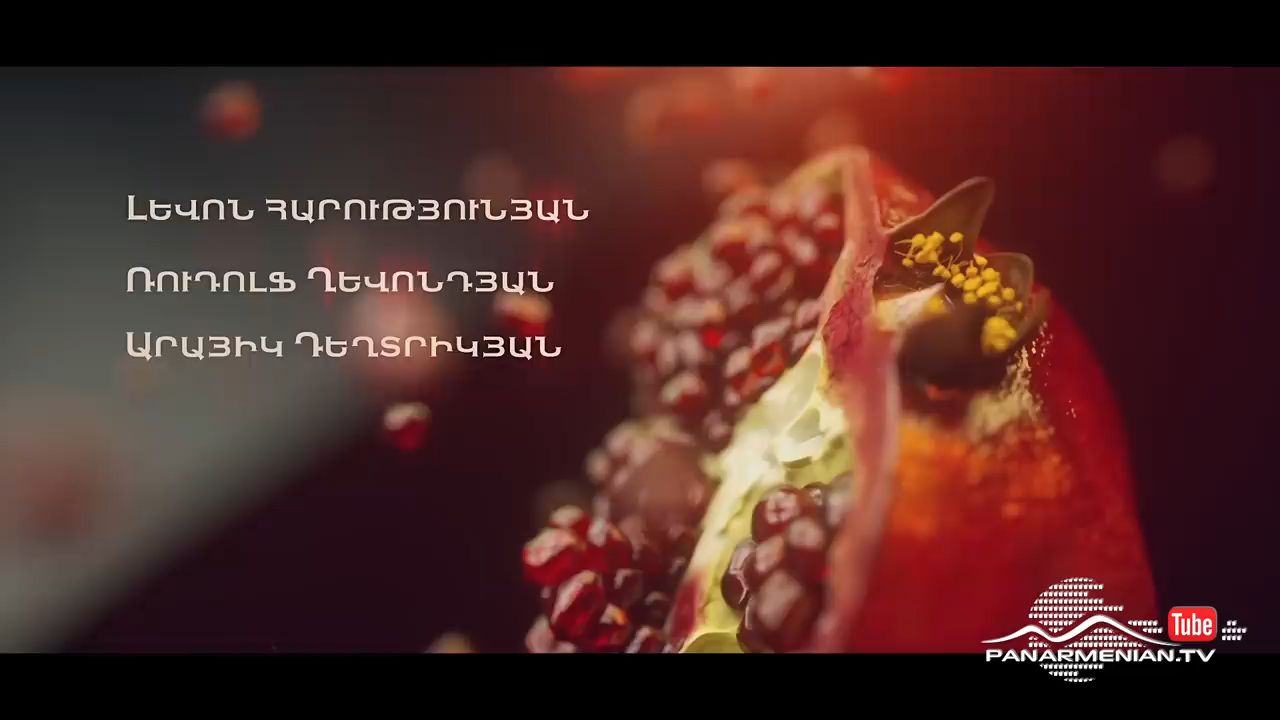 ԼԵՎՈՆ ՀԱՐՈՒԹՅՈՒՆՅԱՆ
ՌՈՒԴՈԼՖ ՂԵՎՈՆԴՅԱՆ
ԱՐԱՅԻԿ ԴԵՂՏՐԻԿՅԱՆ
Tube
PANARMENIAN.TV